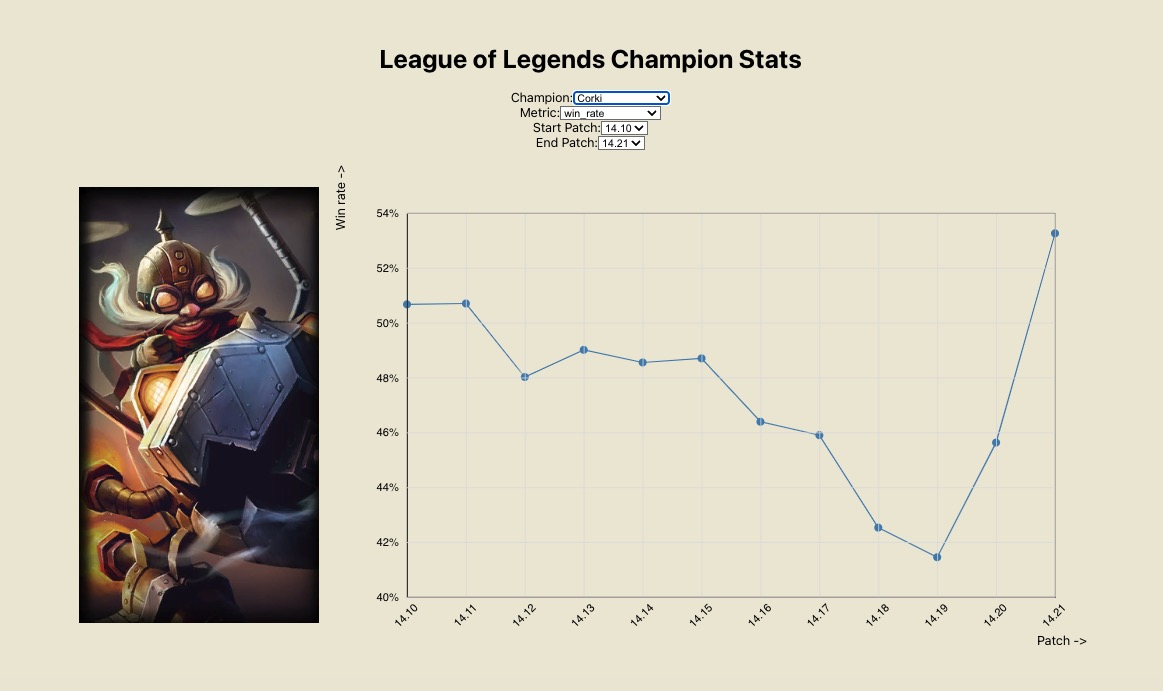 League of Legends Champion Stats
Champion: Corki
Metric: win_rate
Start Patch: 14.10
End Patch: 14.21
Win rate ->
54%
52%
50%
48%
46%
44%
42%
40%
14.10 14.11 14.12 14.13 14.14 14.15 14.16 14.17 14.18 14.19 14.20 14.21
Patch ->